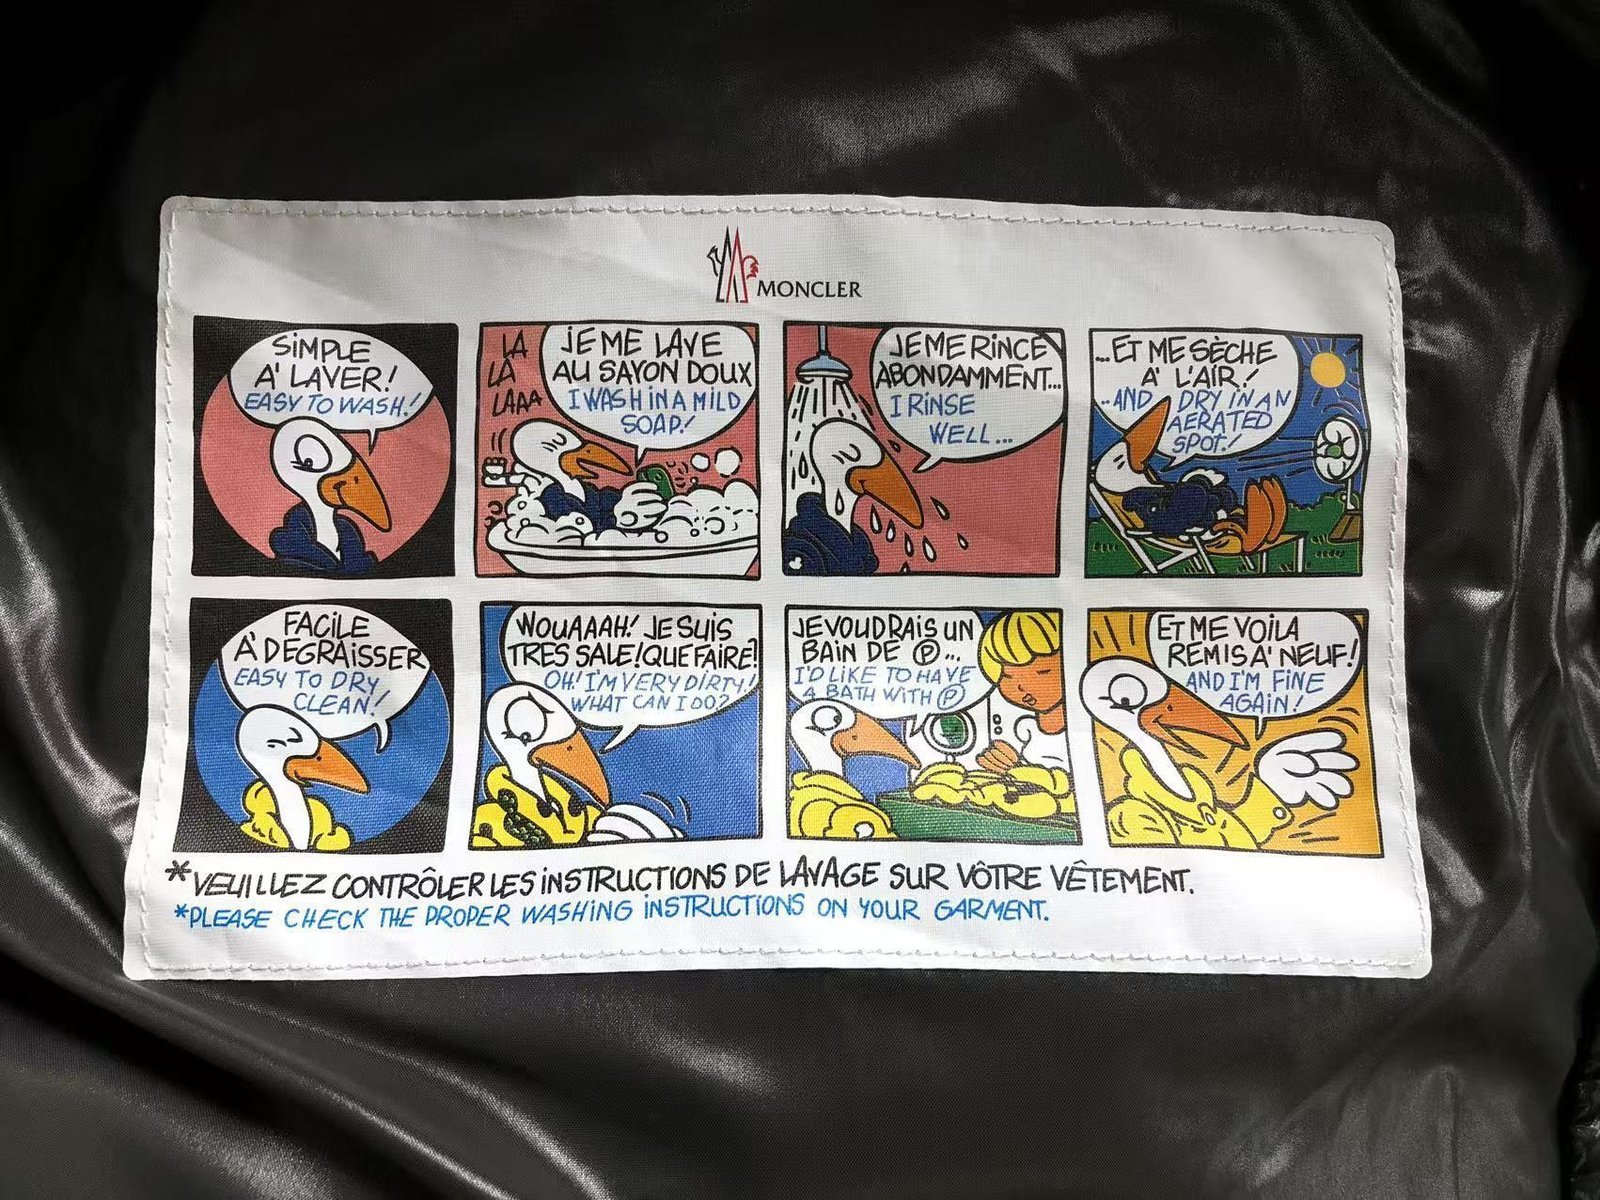 MONCLER
SIMPLE
A' LAVER!
EASY TO WASH!
LA
LA
LAAA
JE ME LAVE
AU SAVON DOUX
I WASH IN A MILD
SOAP!
JE ME RINCE
ABONDAMMENT...
I RINSE
WELL...
...ET ME SÈCHE
A' L'AIR!
..AND DRY IN AN
AERATED
SPOT!
FACILE
A' DEGRAISSER
EASY TO DRY
CLEAN!
WOUAAAH! JE SUIS
TRES SALE! QUE FAIRE?
OH! I'M VERY DIRTY!
WHAT CAN I DO?
JE VOUDRAIS UN
BAIN DE Ⓟ...
I'D LIKE TO HAVE
A BATH WITH Ⓟ
ET ME VOILA
REMIS A' NEUF!
AND I'M FINE
AGAIN!
*VEUILLEZ CONTRÔLER LES INSTRUCTIONS DE LAVAGE SUR VÔTRE VÊTEMENT.
*PLEASE CHECK THE PROPER WASHING INSTRUCTIONS ON YOUR GARMENT.